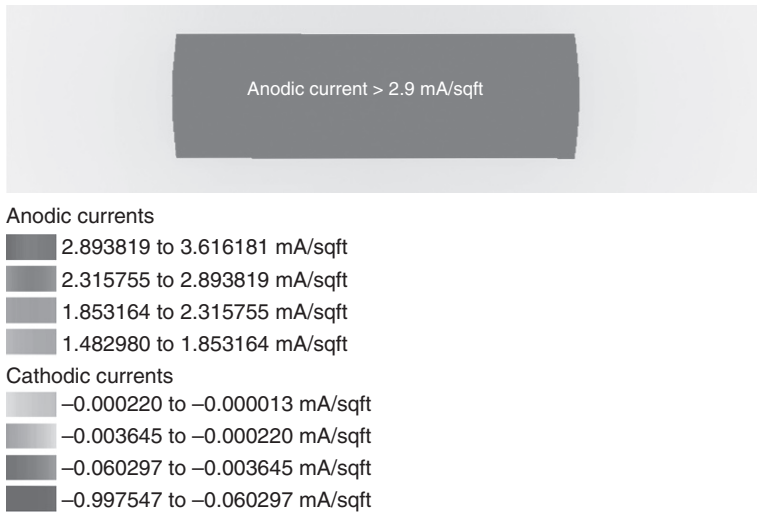 Anodic current > 2.9 mA/sqft
Anodic currents
2.893819 to 3.616181 mA/sqft
2.315755 to 2.893819 mA/sqft
1.853164 to 2.315755 mA/sqft
1.482980 to 1.853164 mA/sqft
Cathodic currents
–0.000220 to –0.000013 mA/sqft
–0.003645 to –0.000220 mA/sqft
–0.060297 to –0.003645 mA/sqft
–0.997547 to –0.060297 mA/sqft